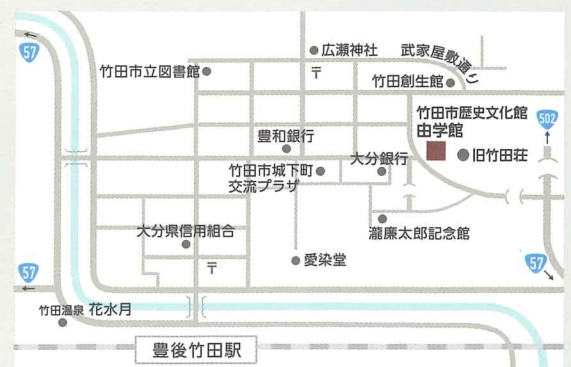 57
広瀬神社
武家屋敷通り
竹田市立図書館
〒
竹田創生館
竹田市歴史文化館
由学館
502
豊和銀行
大分銀行
旧竹田荘
竹田市城下町
交流プラザ
大分県信用組合
瀧廉太郎記念館
〒
愛染堂
57
57
竹田温泉 花水月
豊後竹田駅